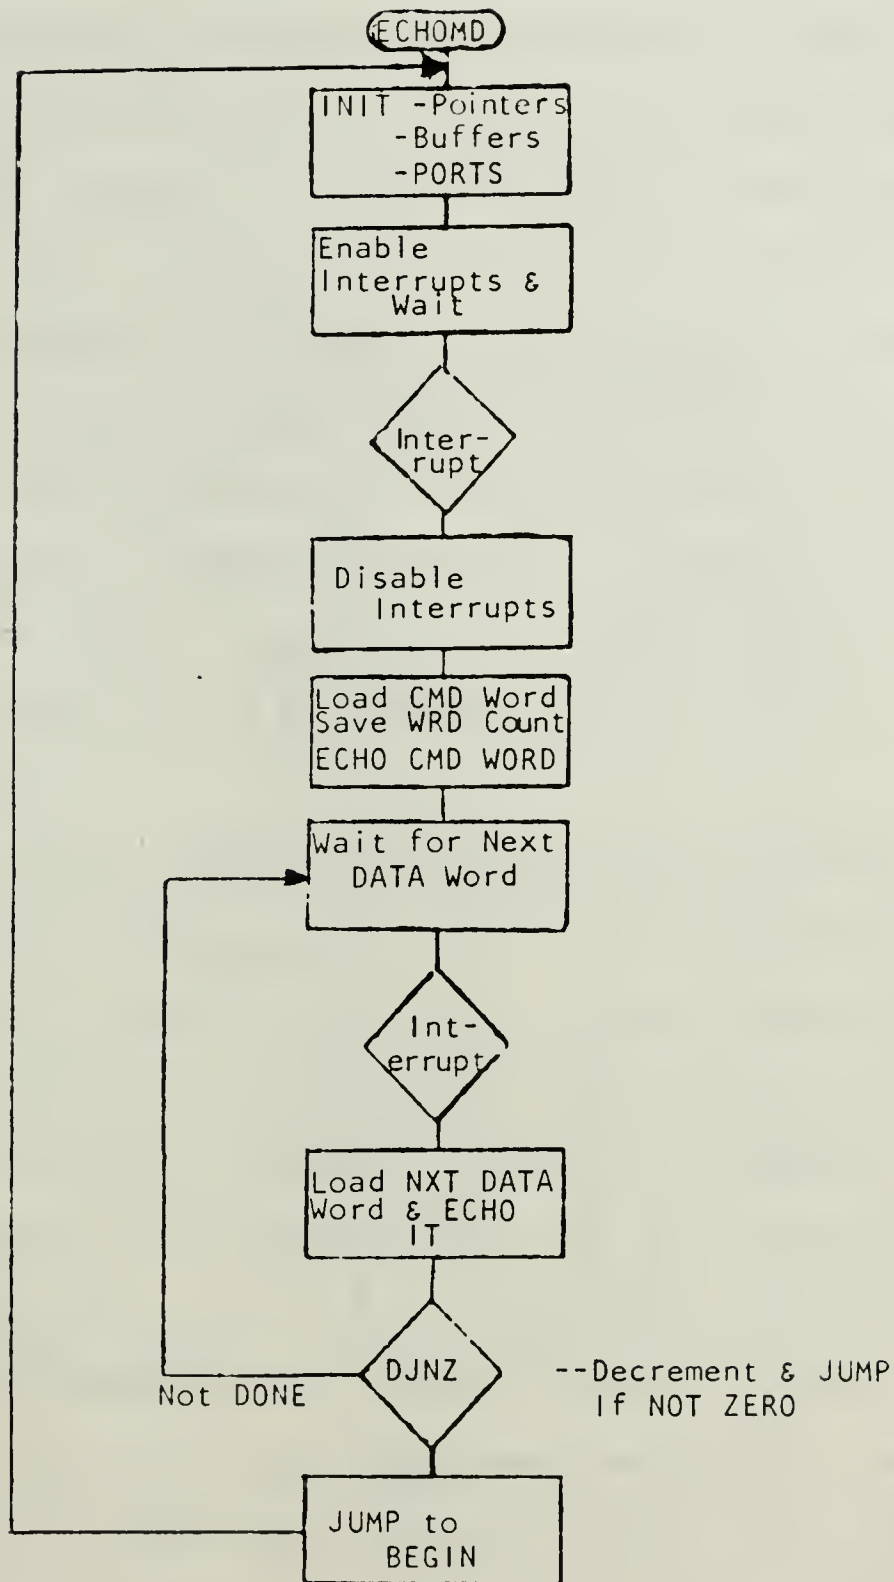 ECHOMD
INIT -Pointers
-Buffers
-PORTS
Enable
Interrupts &
Wait
Inter-
rupt
Disable
Interrupts
Load CMD Word
Save WRD Count
ECHO CMD WORD
Wait for Next
DATA Word
Int-
errupt
Load NXT DATA
Word & ECHO
IT
DJNZ
--Decrement & JUMP
If NOT ZERO
Not DONE
JUMP to
BEGIN